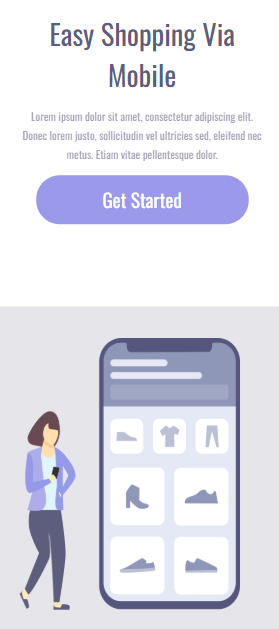 Easy Shopping Via
Mobile
Lorem ipsum dolor sit amet, consectetur adipiscing elit.
Donec lorem justo, sollicitudin vel ultricies sed, eleifend nec
metus. Etiam vitae pellentesque dolor.
Get Started